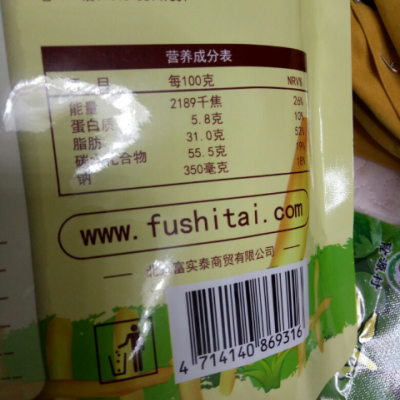 营养成分表
项 目 每100克 NRV%
能量 2189千焦 26%
蛋白质 5.8克 10%
脂肪 31.0克 52%
碳水化合物 55.5克 19%
钠 350毫克 18%
www.fushitai.com
北京富实泰商贸有限公司
4 714140 869316